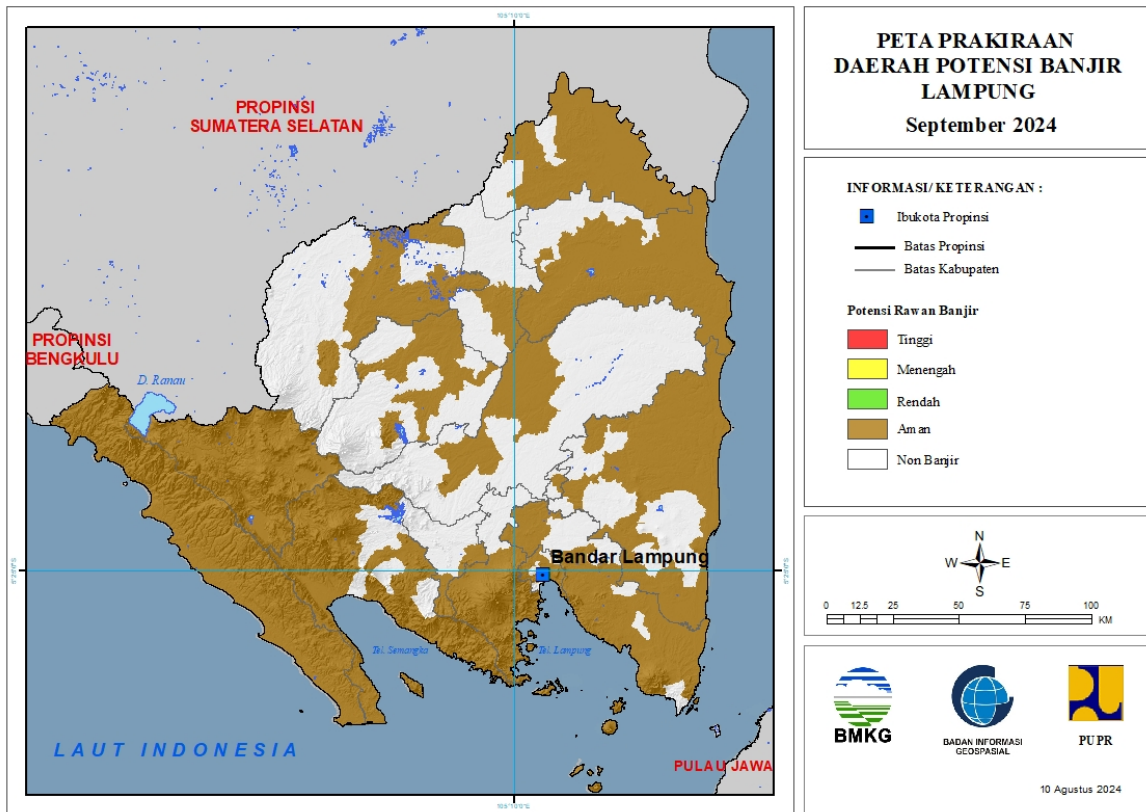 PETA PRAKIRAAN
DAERAH POTENSI BANJIR
LAMPUNG
September 2024
INFORMASI/ KETERANGAN :
Ibukota Propinsi
Batas Propinsi
Batas Kabupaten
Potensi Rawan Banjir
Tinggi
Menengah
Rendah
Aman
Non Banjir
N
W
E
S
0 12.5 25 50 75 100
KM
BMKG
BADAN INFORMASI
GEOSPASIAL
PUPR
10 Agustus 2024
PROPINSI
SUMATERA SELATAN
PROPINSI
BENGKULU
D. Ranau
Bandar Lampung
Tel. Semangka
Tel. Lampung
LAUT INDONESIA
PULAU JAWA